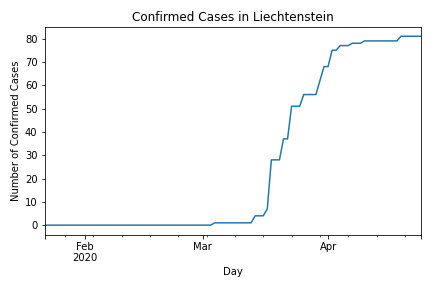 Confirmed Cases in Liechtenstein
80
70
60
50
40
30
20
10
0
Number of Confirmed Cases
Feb
2020
Mar
Apr
Day